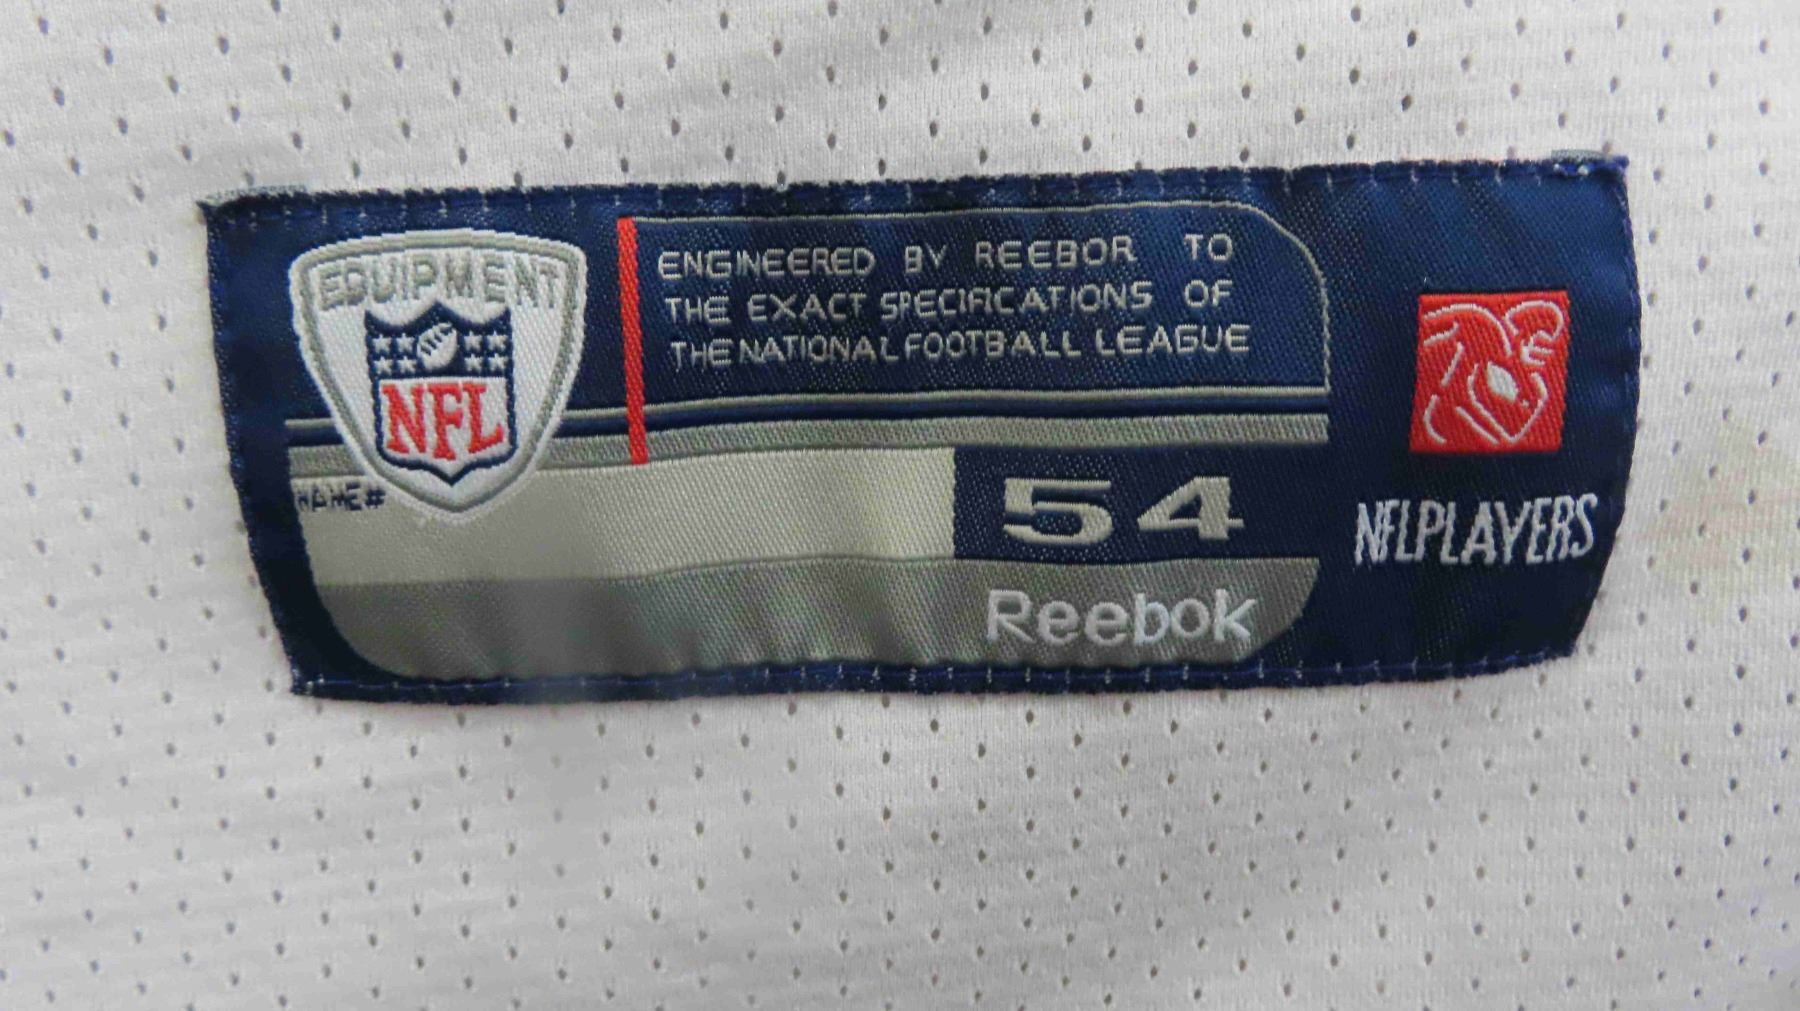 EQUIPMENT
NFL
ENGINEERED BY REEBOR TO
THE EXACT SPECIFICATIONS OF
THE NATIONAL FOOTBALL LEAGUE
NAME#
54
Reebok
NFLPLAYERS